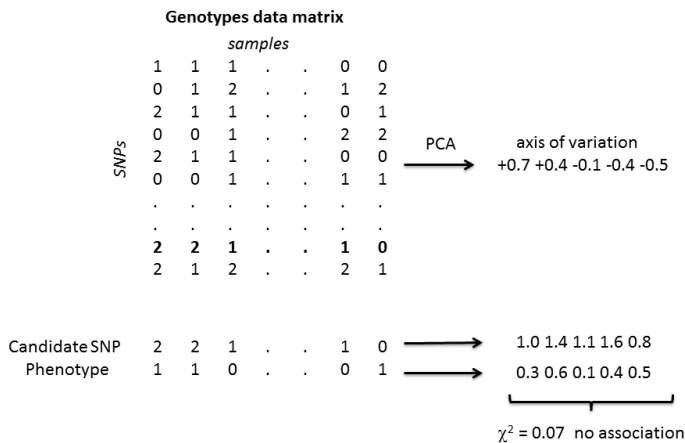 Genotypes data matrix
samples
SNPs
1 1 1 . . 0 0
0 1 2 . . 1 2
2 1 1 . . 0 1
0 0 1 . . 2 2
2 1 1 . . 0 0
0 0 1 . . 1 1
. . . . . . .
. . . . . . .
2 2 1 . . 1 0
2 1 2 . . 2 1
PCA
axis of variation
+0.7 +0.4 -0.1 -0.4 -0.5
Candidate SNP 2 2 1 . . 1 0
1.0 1.4 1.1 1.6 0.8
Phenotype 1 1 0 . . 0 1
0.3 0.6 0.1 0.4 0.5
χ² = 0.07 no association